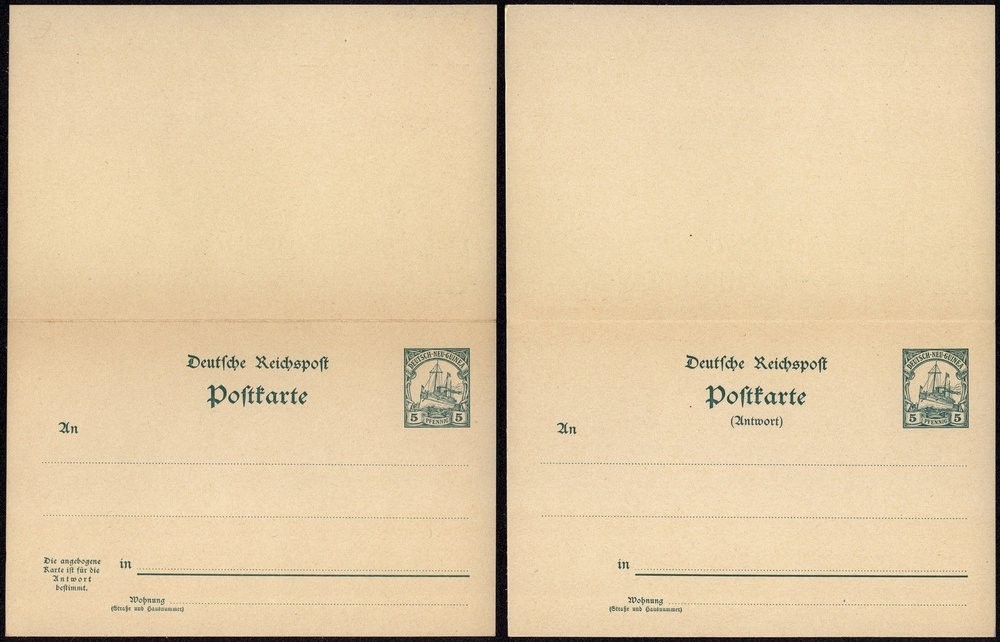 Deutsche Reichspost
Postkarte
DEUTSCH-NEU-GUINEA
5 PFENNIG 5
An
Die angebogene
Karte ist für die
Antwort
bestimmt.
in
Wohnung
(Straße und Hausnummer)
Deutsche Reichspost
Postkarte
(Antwort)
DEUTSCH-NEU-GUINEA
5 PFENNIG 5
An
in
Wohnung
(Straße und Hausnummer)